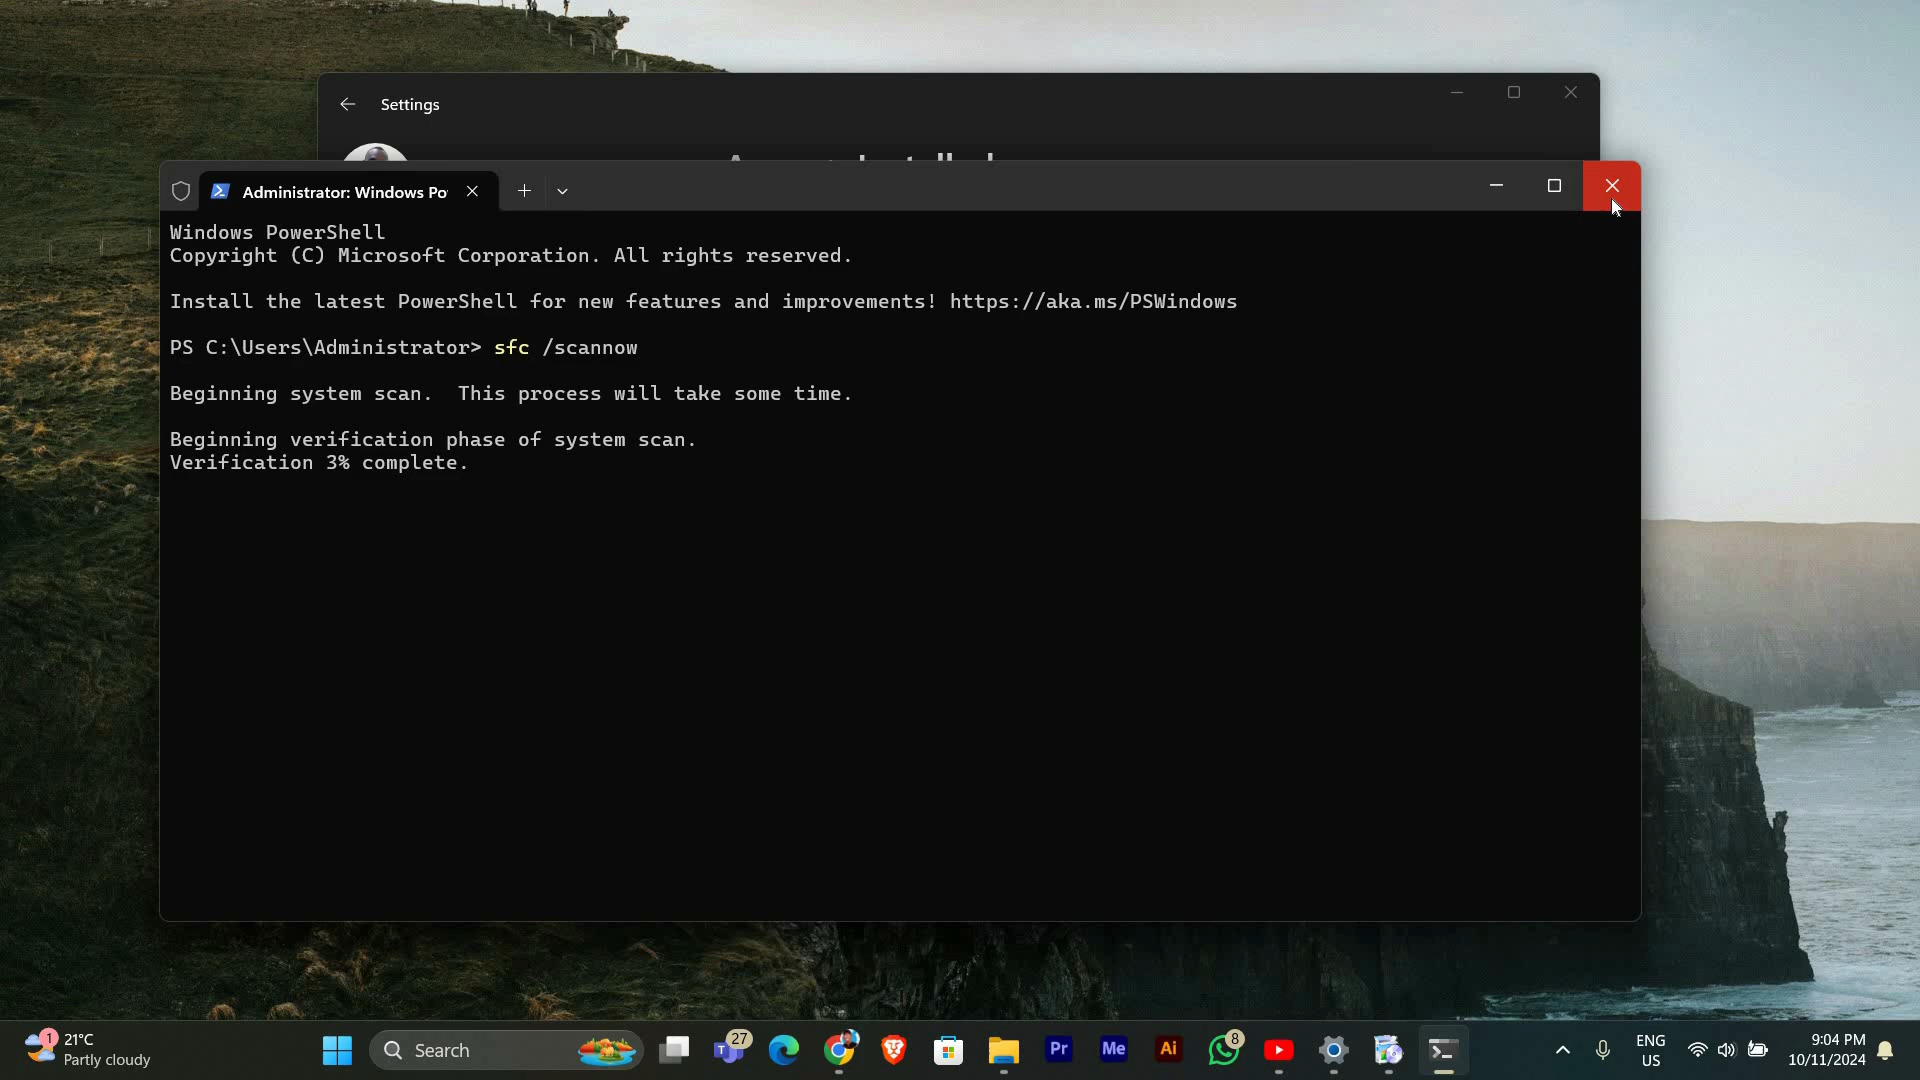 Settings
Administrator: Windows Po
Windows PowerShell
Copyright (C) Microsoft Corporation. All rights reserved.
Install the latest PowerShell for new features and improvements! https://aka.ms/PSWindows
PS C:\Users\Administrator> sfc /scannow
Beginning system scan.  This process will take some time.
Beginning verification phase of system scan.
Verification 3% complete.
1
21°C
Partly cloudy
Search
27
T
Pr
Me
Ai
8
ENG
US
9:04 PM
10/11/2024